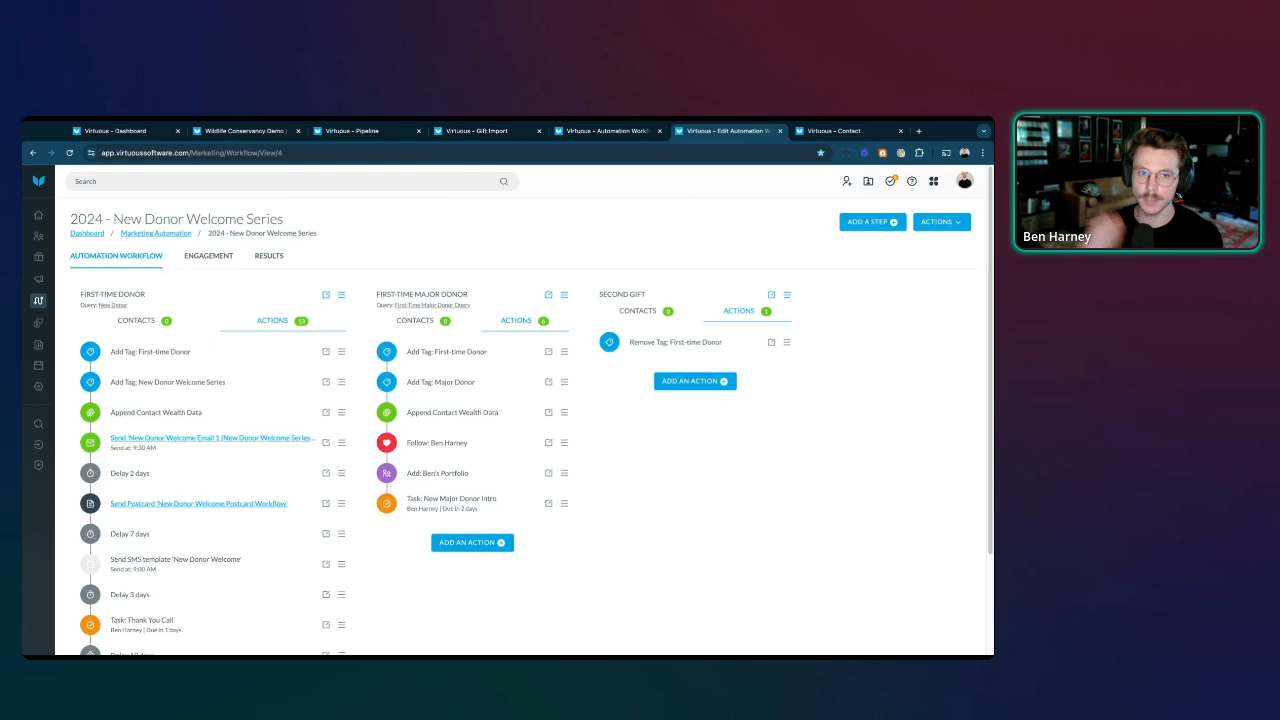 Virtuous - Dashboard
Wildlife Conservancy Demo
Virtuous - Pipeline
Virtuous - Gift Import
Virtuous - Automation Workfl
Virtuous - Edit Automation W
Virtuous - Contact
app.virtuoussoftware.com/Marketing/Workflow/View/4
Search
2024 - New Donor Welcome Series
Dashboard / Marketing Automation / 2024 - New Donor Welcome Series
ADD A STEP
ACTIONS
AUTOMATION WORKFLOW
ENGAGEMENT
RESULTS
FIRST-TIME DONOR
Query: New Donor
CONTACTS 0
ACTIONS 13
Add Tag: First-time Donor
Add Tag: New Donor Welcome Series
Append Contact Wealth Data
Send 'New Donor Welcome Email 1 (New Donor Welcome Series...
Send at: 9:30 AM
Delay 2 days
Send Postcard 'New Donor Welcome Postcard Workflow'
Delay 7 days
Send SMS template 'New Donor Welcome'
Send at: 9:00 AM
Delay 3 days
Task: Thank You Call
Ben Harney | Due in 1 days
FIRST-TIME MAJOR DONOR
Query: First-Time Major Donor Query
CONTACTS 0
ACTIONS 6
Add Tag: First-time Donor
Add Tag: Major Donor
Append Contact Wealth Data
Follow: Ben Harney
Add: Ben's Portfolio
Task: New Major Donor Intro
Ben Harney | Due in 2 days
ADD AN ACTION
SECOND GIFT
CONTACTS 0
ACTIONS 1
Remove Tag: First-time Donor
ADD AN ACTION
Ben Harney